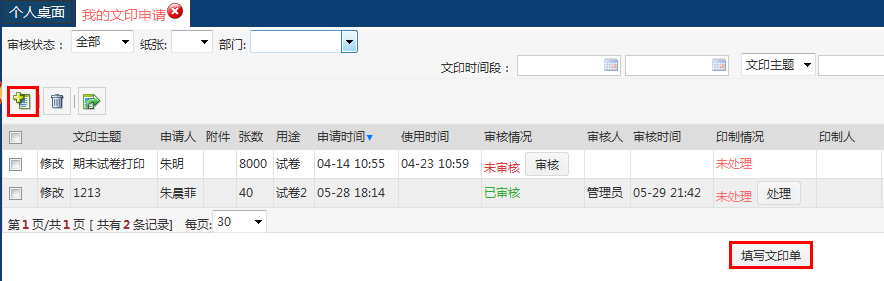 个人桌面 我的文印申请
审核状态： 全部 纸张: 部门:
文印时间段： 文印主题
文印主题 申请人 附件 张数 用途 申请时间 使用时间 审核情况 审核人 审核时间 印制情况 印制人
修改 期末试卷打印 朱明 8000 试卷 04-14 10:55 04-23 10:59 未审核 审核 未处理
修改 1213 朱晨菲 40 试卷2 05-28 18:14 已审核 管理员 05-29 21:42 未处理 处理
第1页/共1页 [ 共有2条记录] 每页: 30
填写文印单